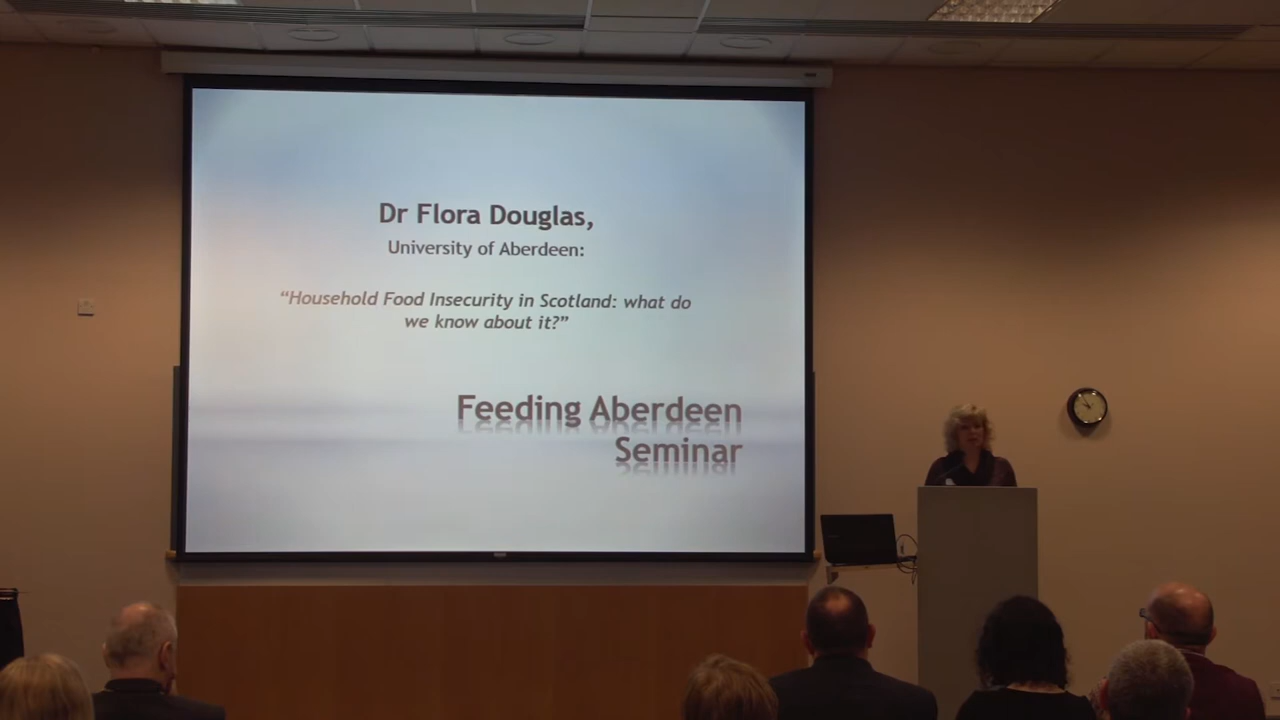 Dr Flora Douglas,
University of Aberdeen:
“Household Food Insecurity in Scotland: what do
we know about it?”
Feeding Aberdeen
Seminar